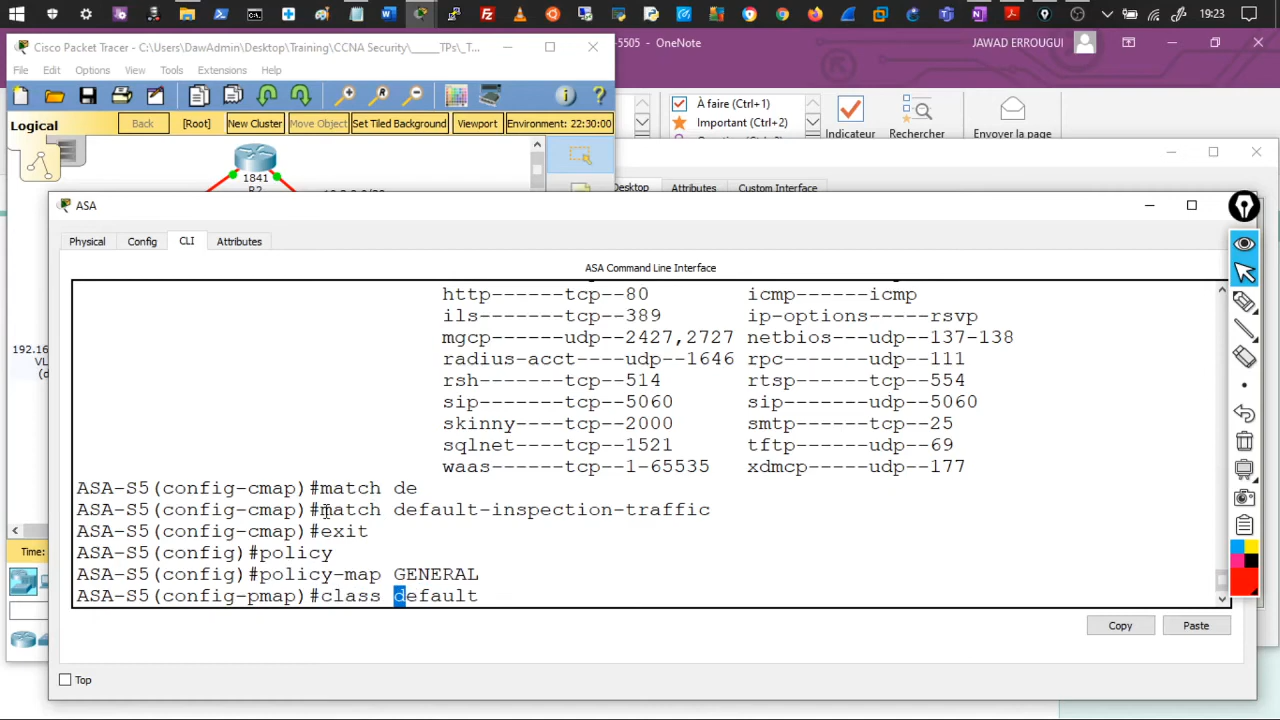 19:23
Cisco Packet Tracer - C:\Users\DawAdmin\Desktop\Training\CCNA Security\_____TPs\_T...
-5505 - OneNote
JAWAD ERROUGUI
File Edit Options View Tools Extensions Help
À faire (Ctrl+1)
Important (Ctrl+2)
Indicateur
Rechercher
Envoyer la page
Logical
Back
[Root]
New Cluster
Move Object
Set Tiled Background
Viewport
Environment: 22:30:00
1841
R2
Desktop
Attributes
Custom Interface
ASA
Physical
Config
CLI
Attributes
ASA Command Line Interface
192.16
VL
(d
http------tcp--80 icmp------icmp
ils-------tcp--389 ip-options-----rsvp
mgcp------udp--2427,2727 netbios---udp--137-138
radius-acct----udp--1646 rpc-------udp--111
rsh-------tcp--514 rtsp------tcp--554
sip-------tcp--5060 sip-------udp--5060
skinny----tcp--2000 smtp------tcp--25
sqlnet----tcp--1521 tftp------udp--69
waas------tcp--1-65535 xdmcp-----udp--177
ASA-S5(config-cmap)#match de
ASA-S5(config-cmap)#match default-inspection-traffic
ASA-S5(config-cmap)#exit
ASA-S5(config)#policy
ASA-S5(config)#policy-map GENERAL
ASA-S5(config-pmap)#class default
Time:
Copy
Paste
Top